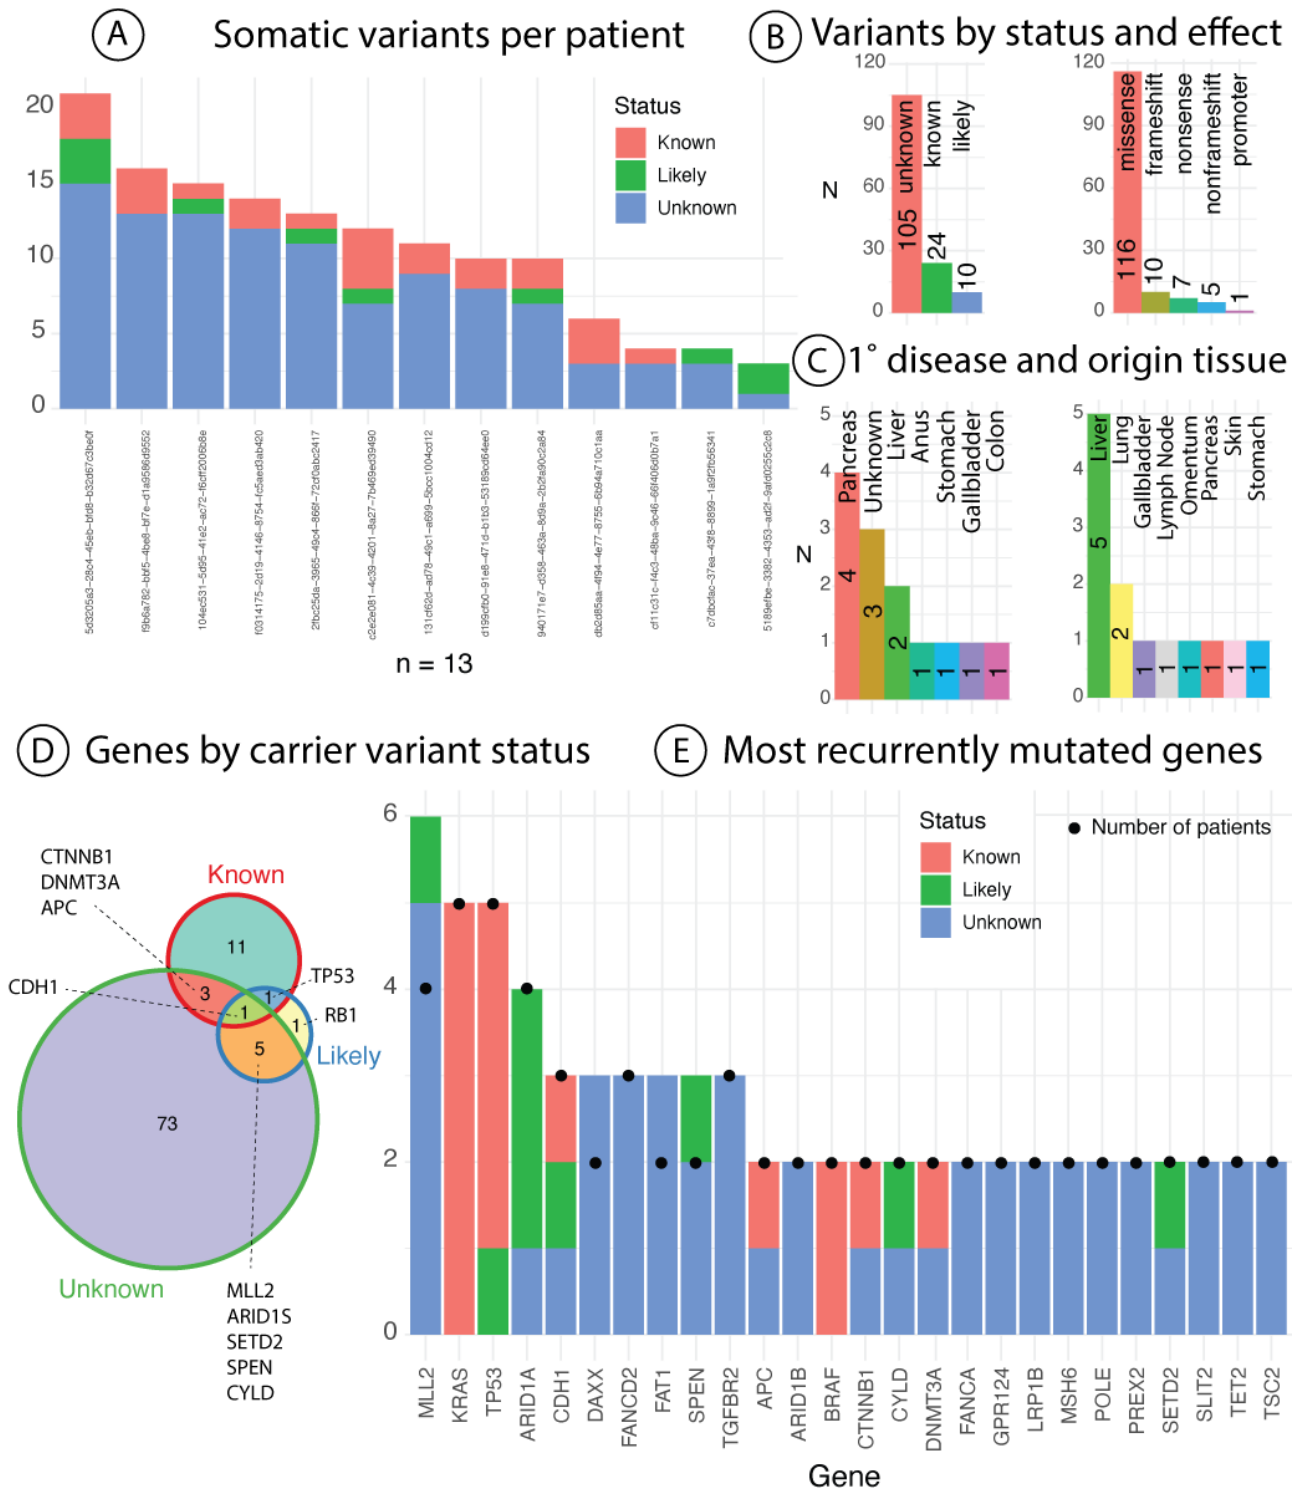 A Somatic variants per patient
20
15
10
5
0
Status
Known
Likely
Unknown
n = 13
B Variants by status and effect
N
120
90
60
30
0
unknown
known
likely
105
24
10
120
90
60
30
0
missense
frameshift
nonsense
nonframeshift
promoter
116
10
7
5
1
C 1° disease and origin tissue
N
5
4
3
2
1
0
Pancreas
Unknown
Liver
Anus
Stomach
Gallbladder
Colon
4
3
2
1
1
1
1
5
4
3
2
1
0
Liver
Lung
Gallbladder
Lymph Node
Omentum
Pancreas
Skin
Stomach
5
2
1
1
1
1
1
1
D Genes by carrier variant status
CTNNB1
DNMT3A
APC
Known
11
CDH1
3
1
TP53
1
1
RB1
5
Likely
73
Unknown
MLL2
ARID1S
SETD2
SPEN
CYLD
E Most recurrently mutated genes
6
4
2
0
Status
Known
Likely
Unknown
Number of patients
MLL2
KRAS
TP53
ARID1A
CDH1
DAXX
FANCD2
FAT1
SPEN
TGFBR2
APC
ARID1B
BRAF
CTNNB1
CYLD
DNMT3A
FANCA
GPR124
LRP1B
MSH6
POLE
PREX2
SETD2
SLIT2
TET2
TSC2
Gene